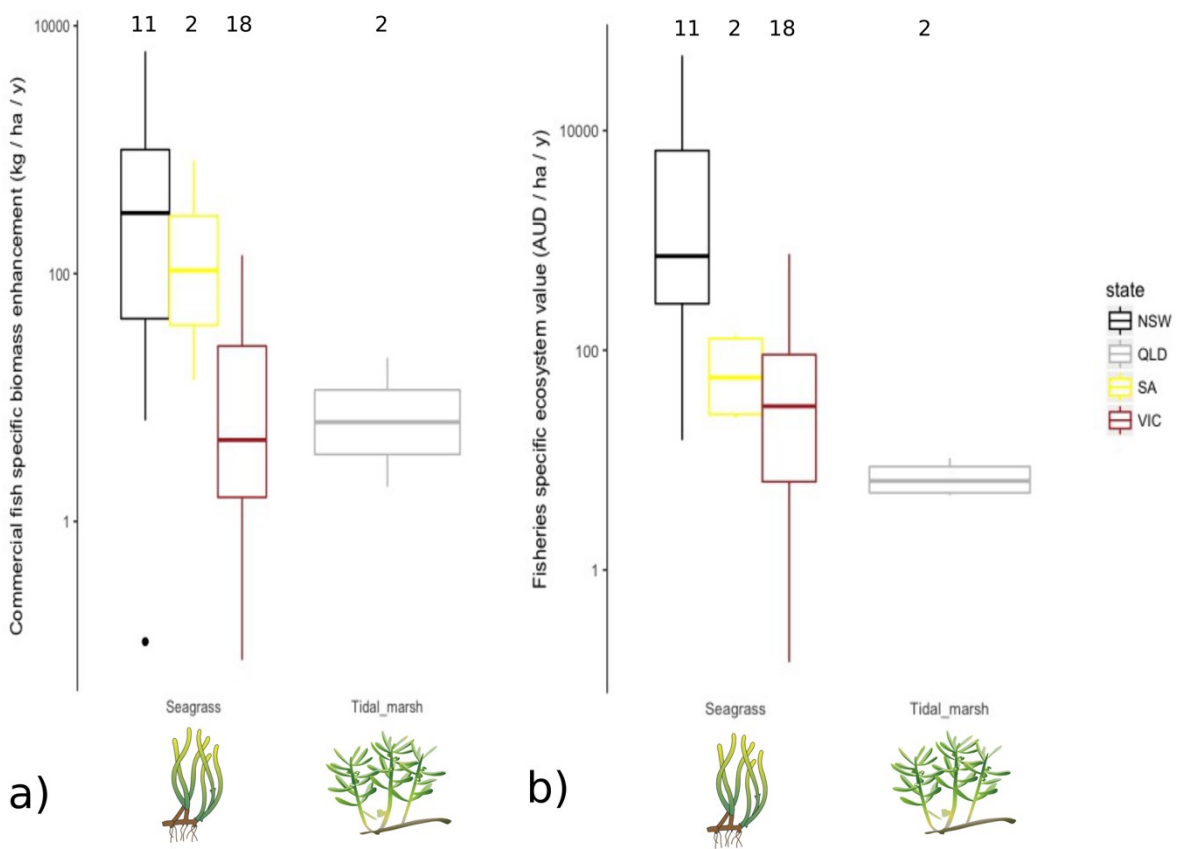 10000
11 2 18 2
Commercial fish specific biomass enhancement (kg / ha / y)
100
1
Seagrass Tidal_marsh
a)
11 2 18 2
Fisheries specific ecosystem value (AUD / ha / y)
10000
100
1
Seagrass Tidal_marsh
b)
state
NSW
QLD
SA
VIC